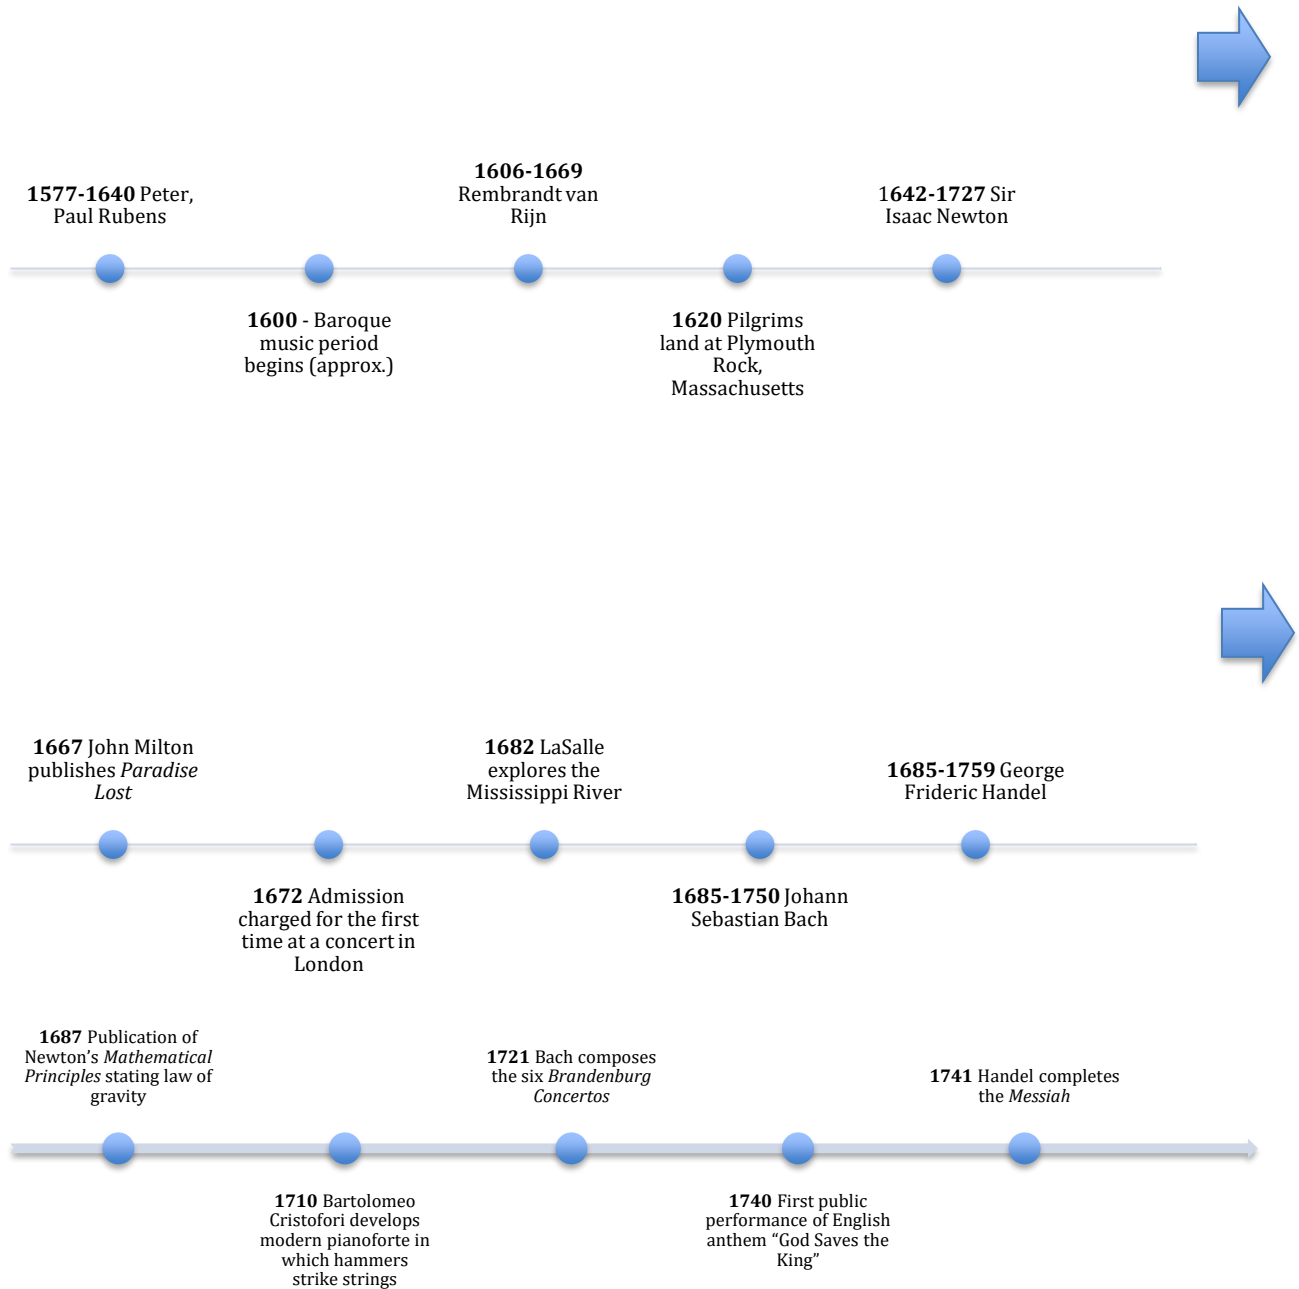 1577-1640 Peter,
Paul Rubens
1600 - Baroque
music period
begins (approx.)
1606-1669
Rembrandt van
Rijn
1620 Pilgrims
land at Plymouth
Rock,
Massachusetts
1642-1727 Sir
Isaac Newton
1667 John Milton
publishes Paradise
Lost
1672 Admission
charged for the first
time at a concert in
London
1682 LaSalle
explores the
Mississippi River
1685-1750 Johann
Sebastian Bach
1685-1759 George
Frideric Handel
1687 Publication of
Newton’s Mathematical
Principles stating law of
gravity
1710 Bartolomeo
Cristofori develops
modern pianoforte in
which hammers
strike strings
1721 Bach composes
the six Brandenburg
Concertos
1740 First public
performance of English
anthem “God Saves the
King”
1741 Handel completes
the Messiah